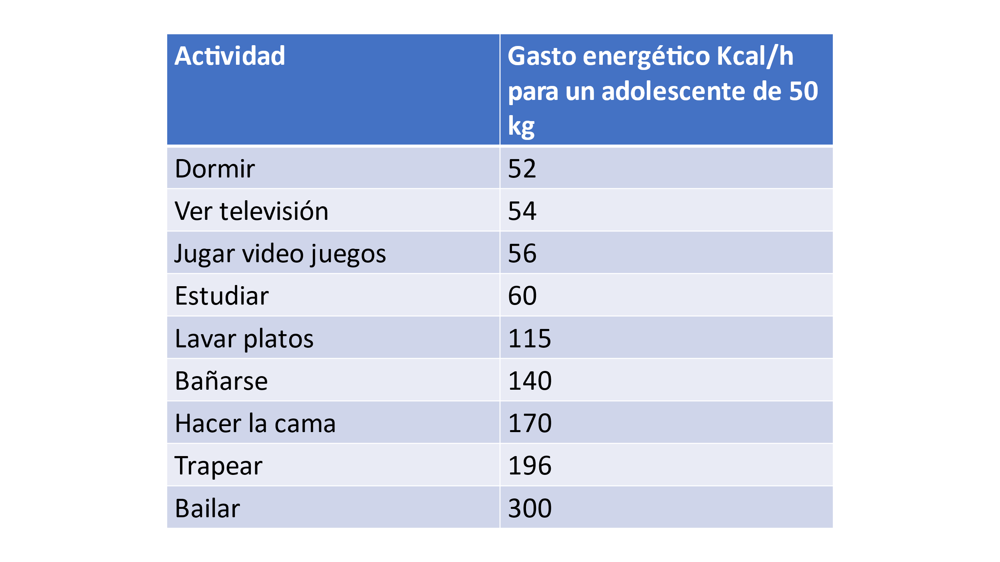 Actividad
Gasto energético Kcal/h
para un adolescente de 50
kg
Dormir
52
Ver televisión
54
Jugar video juegos
56
Estudiar
60
Lavar platos
115
Bañarse
140
Hacer la cama
170
Trapear
196
Bailar
300